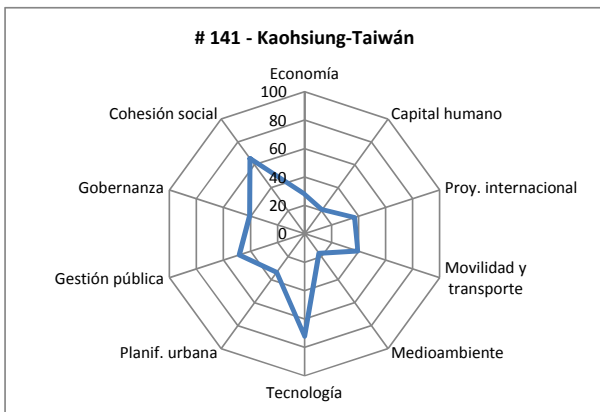 # 141 - Kaohsiung-Taiwán
Economía
100
80
60
40
20
0
Capital humano
Proy. internacional
Movilidad y
transporte
Medioambiente
Tecnología
Planif. urbana
Gestión pública
Gobernanza
Cohesión social